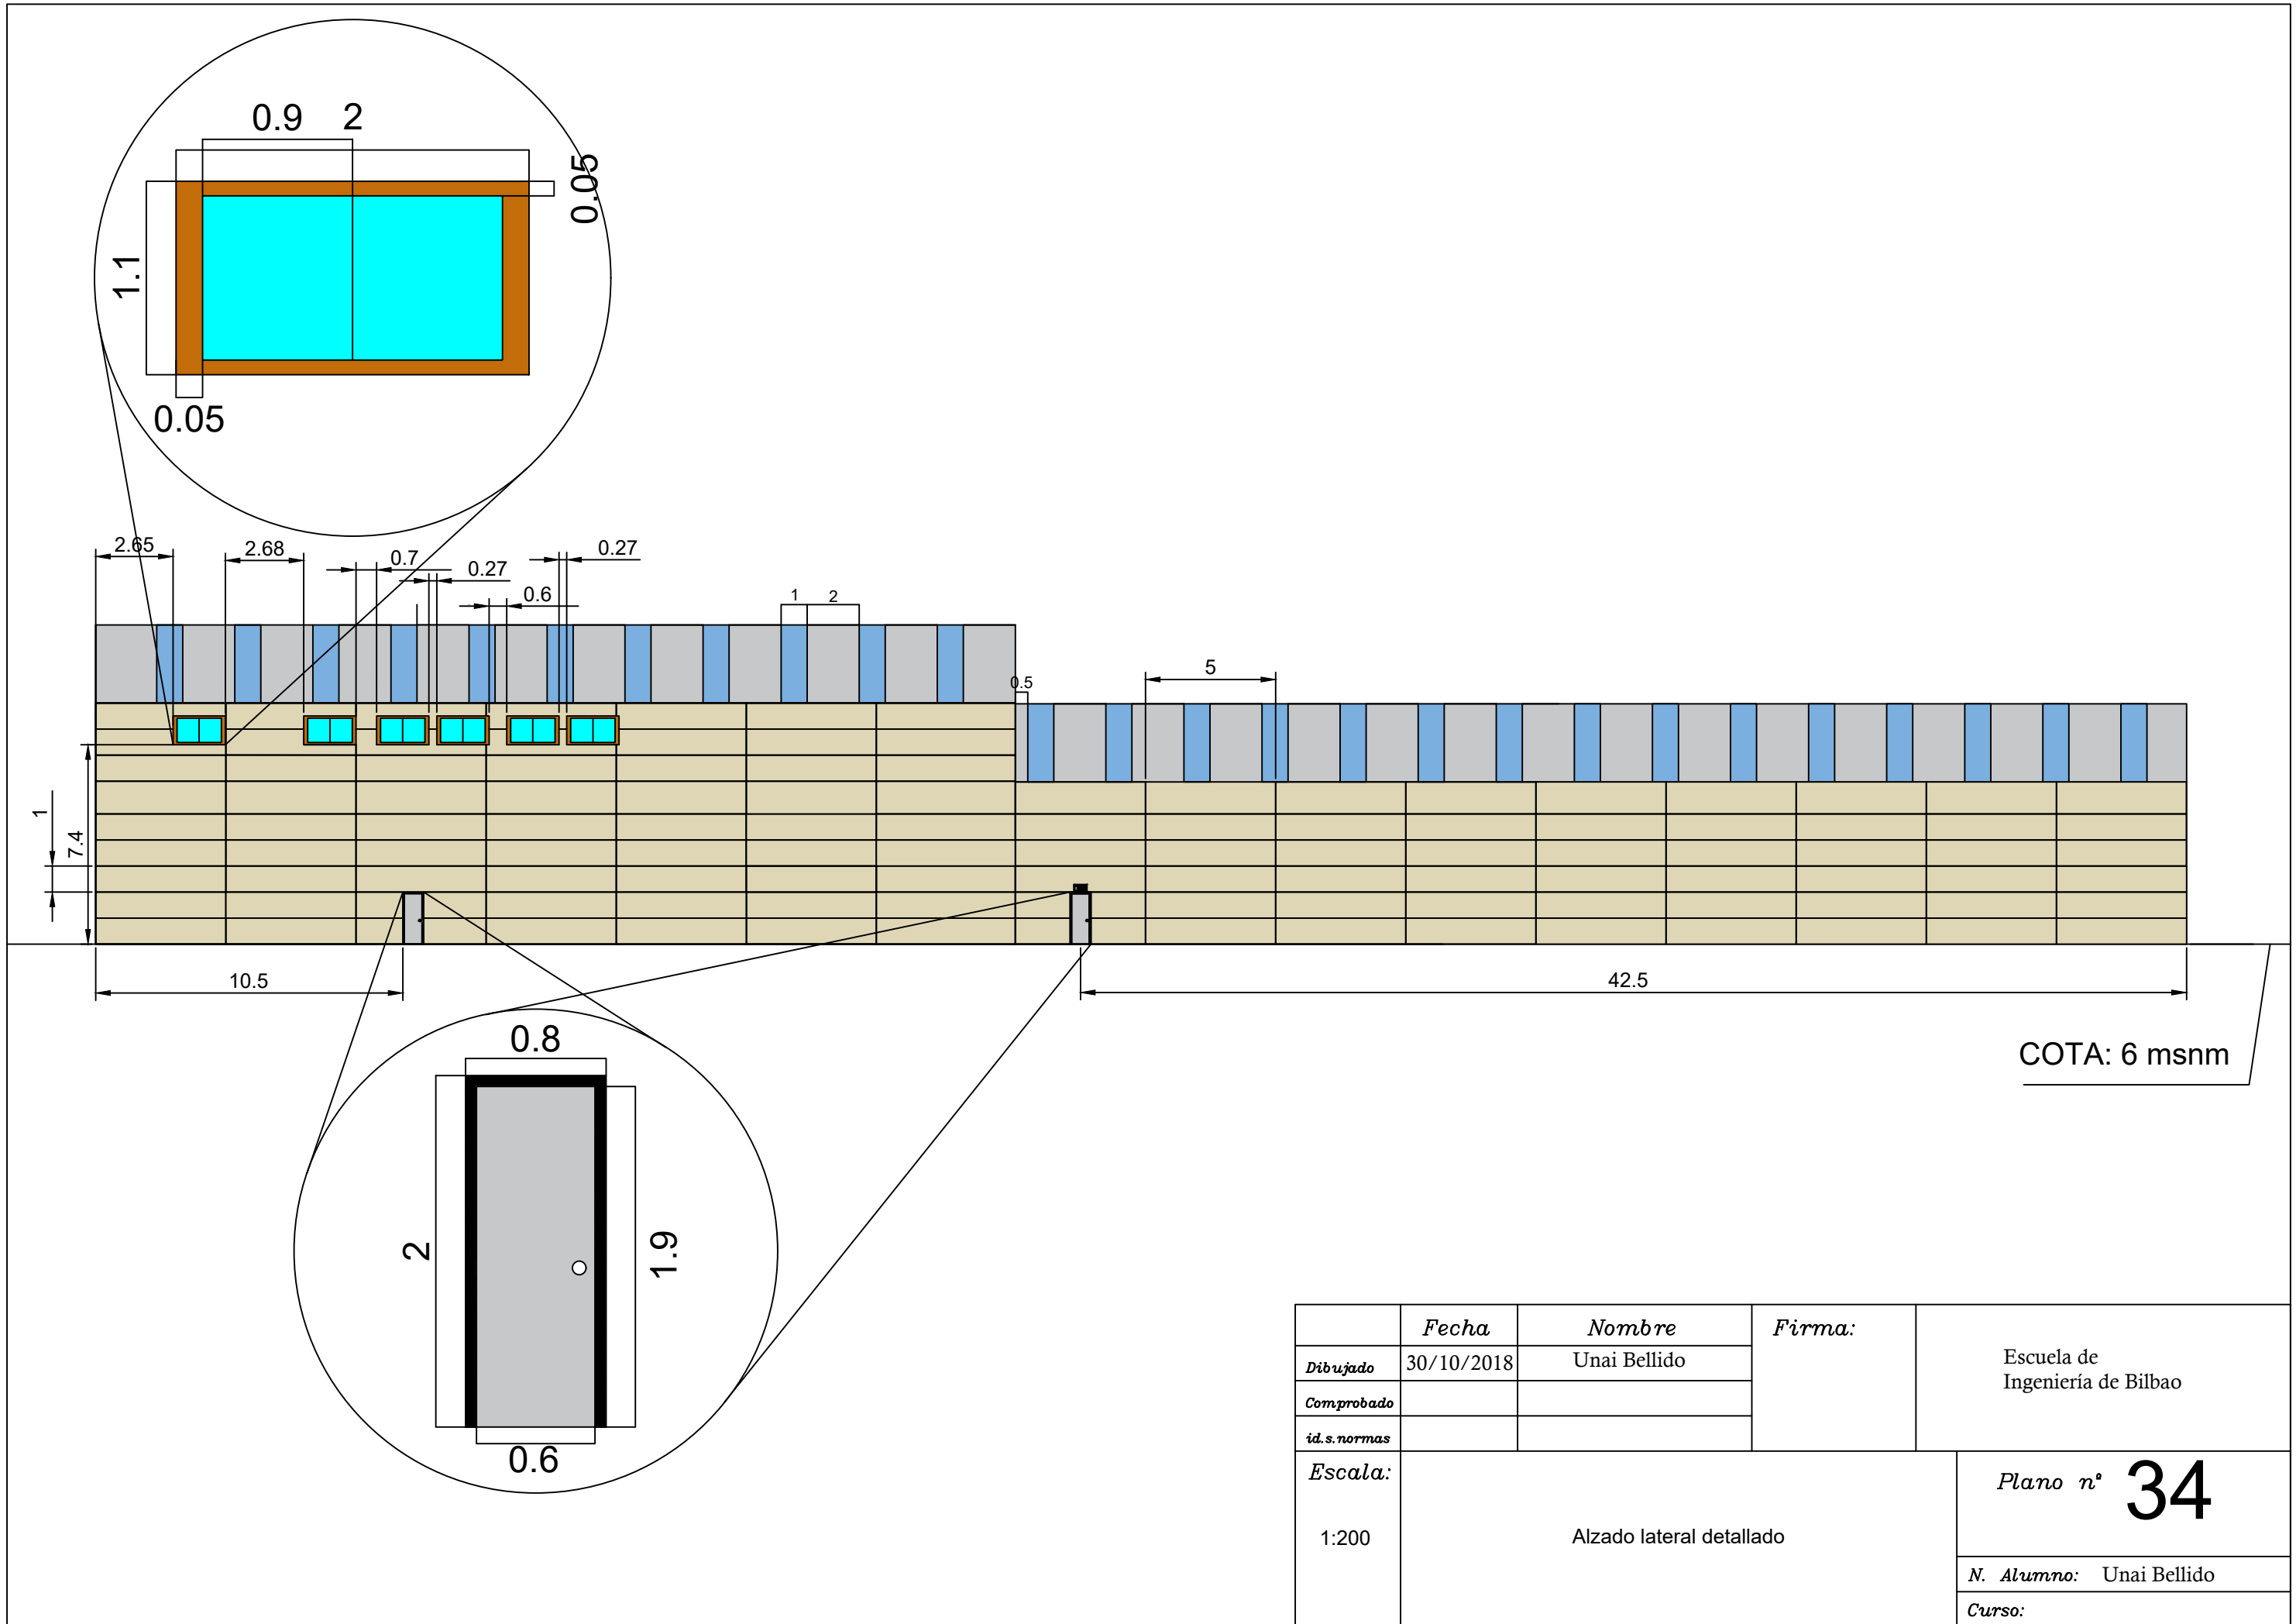 0.9 2
0.05
1.1
0.05
2.65
2.68
0.7
0.27
0.27
0.6
1 2
0.5
5
1
7.4
10.5
42.5
COTA: 6 msnm
0.8
2
1.9
0.6
Fecha Nombre Firma:
Dibujado 30/10/2018 Unai Bellido
Escuela de
Ingeniería de Bilbao
Comprobado
id.s.normas
Escala:
1:200
Alzado lateral detallado
Plano nº 34
N. Alumno: Unai Bellido
Curso: